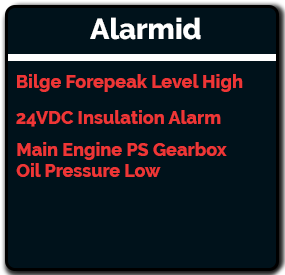 Alarmid
Bilge Forepeak Level High
24VDC Insulation Alarm
Main Engine PS Gearbox
Oil Pressure Low